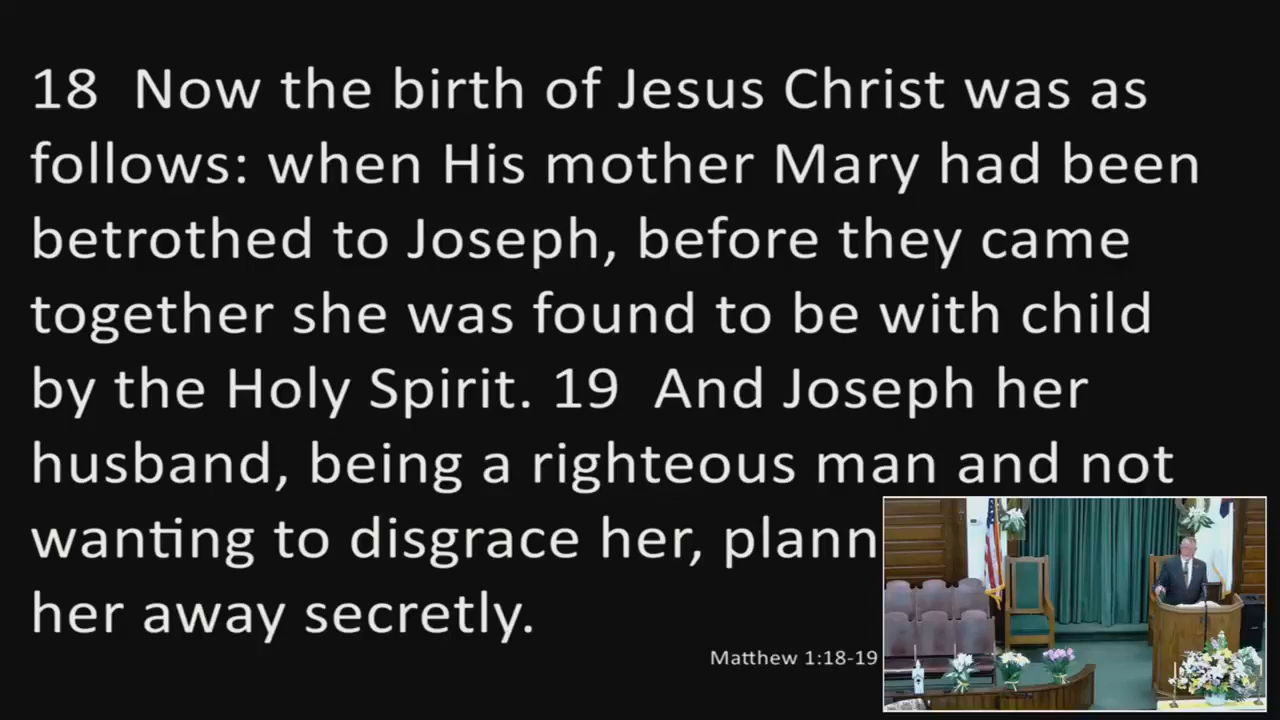 18 Now the birth of Jesus Christ was as
follows: when His mother Mary had been
betrothed to Joseph, before they came
together she was found to be with child
by the Holy Spirit. 19 And Joseph her
husband, being a righteous man and not
wanting to disgrace her, plann
her away secretly.
Matthew 1:18-19